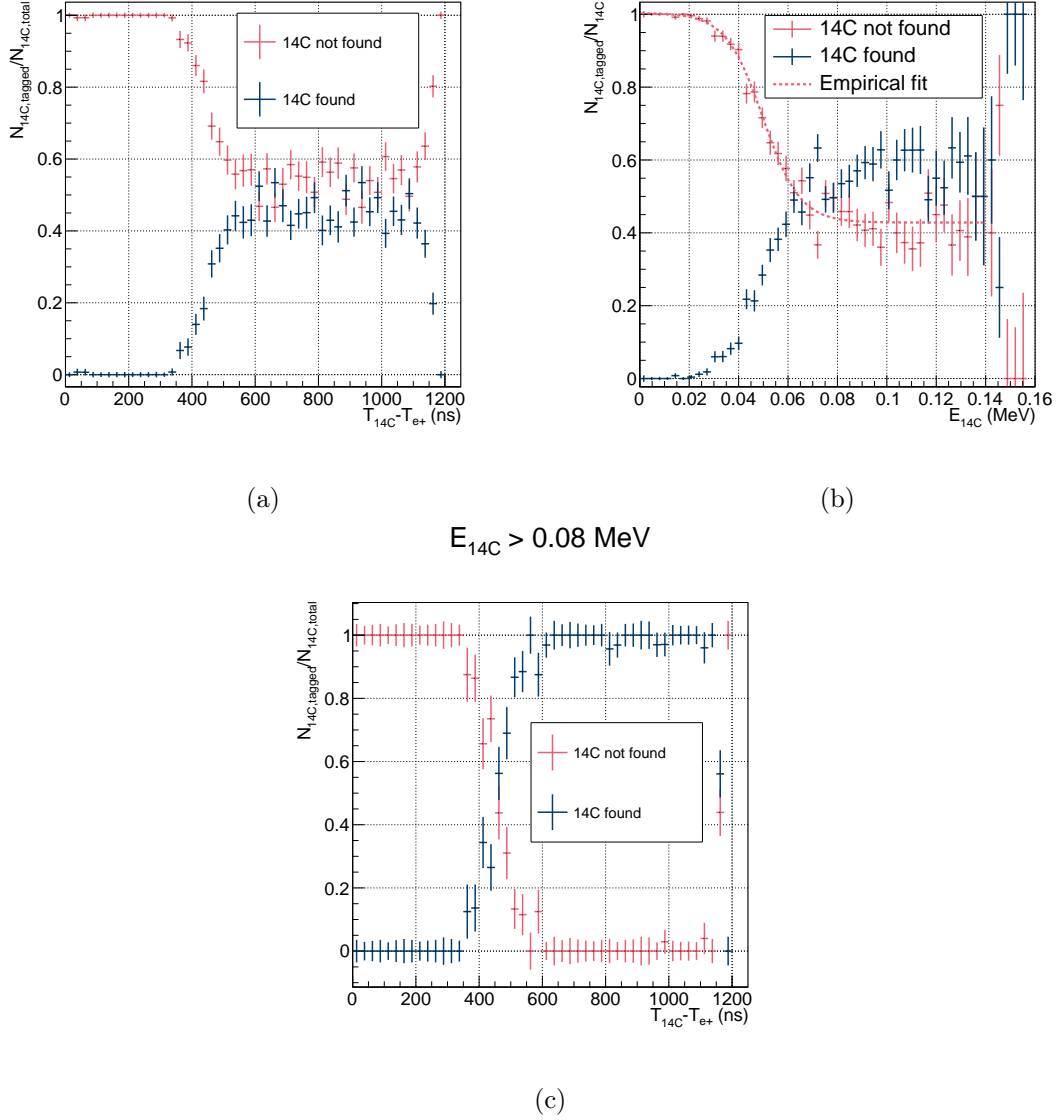 N14C,tagged/N14C,total
1
0.8
0.6
0.4
0.2
0
14C not found
14C found
0 200 400 600 800 1000 1200
T14C-Te+ (ns)
(a)
N14C,tagged/N14C
1
0.8
0.6
0.4
0.2
0
14C not found
14C found
Empirical fit
0 0.02 0.04 0.06 0.08 0.1 0.12 0.14 0.16
E14C (MeV)
(b)
E14C > 0.08 MeV
N14C,tagged/N14C,total
1
0.8
0.6
0.4
0.2
0
14C not found
14C found
0 200 400 600 800 1000 1200
T14C-Te+ (ns)
(c)